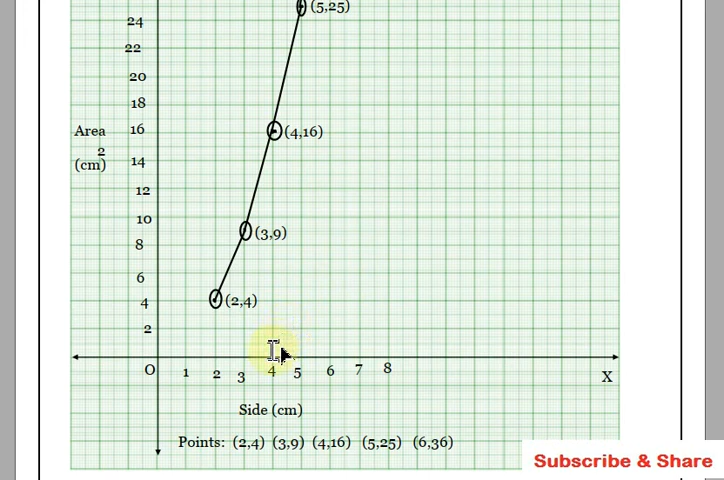 (5,25)
24
22
20
18
Area
16
(4,16)
2
(cm)
14
12
10
(3,9)
8
6
4
(2,4)
2
O 1 2 3 4 5 6 7 8 X
Side (cm)
Points: (2,4) (3,9) (4,16) (5,25) (6,36)
Subscribe & Share